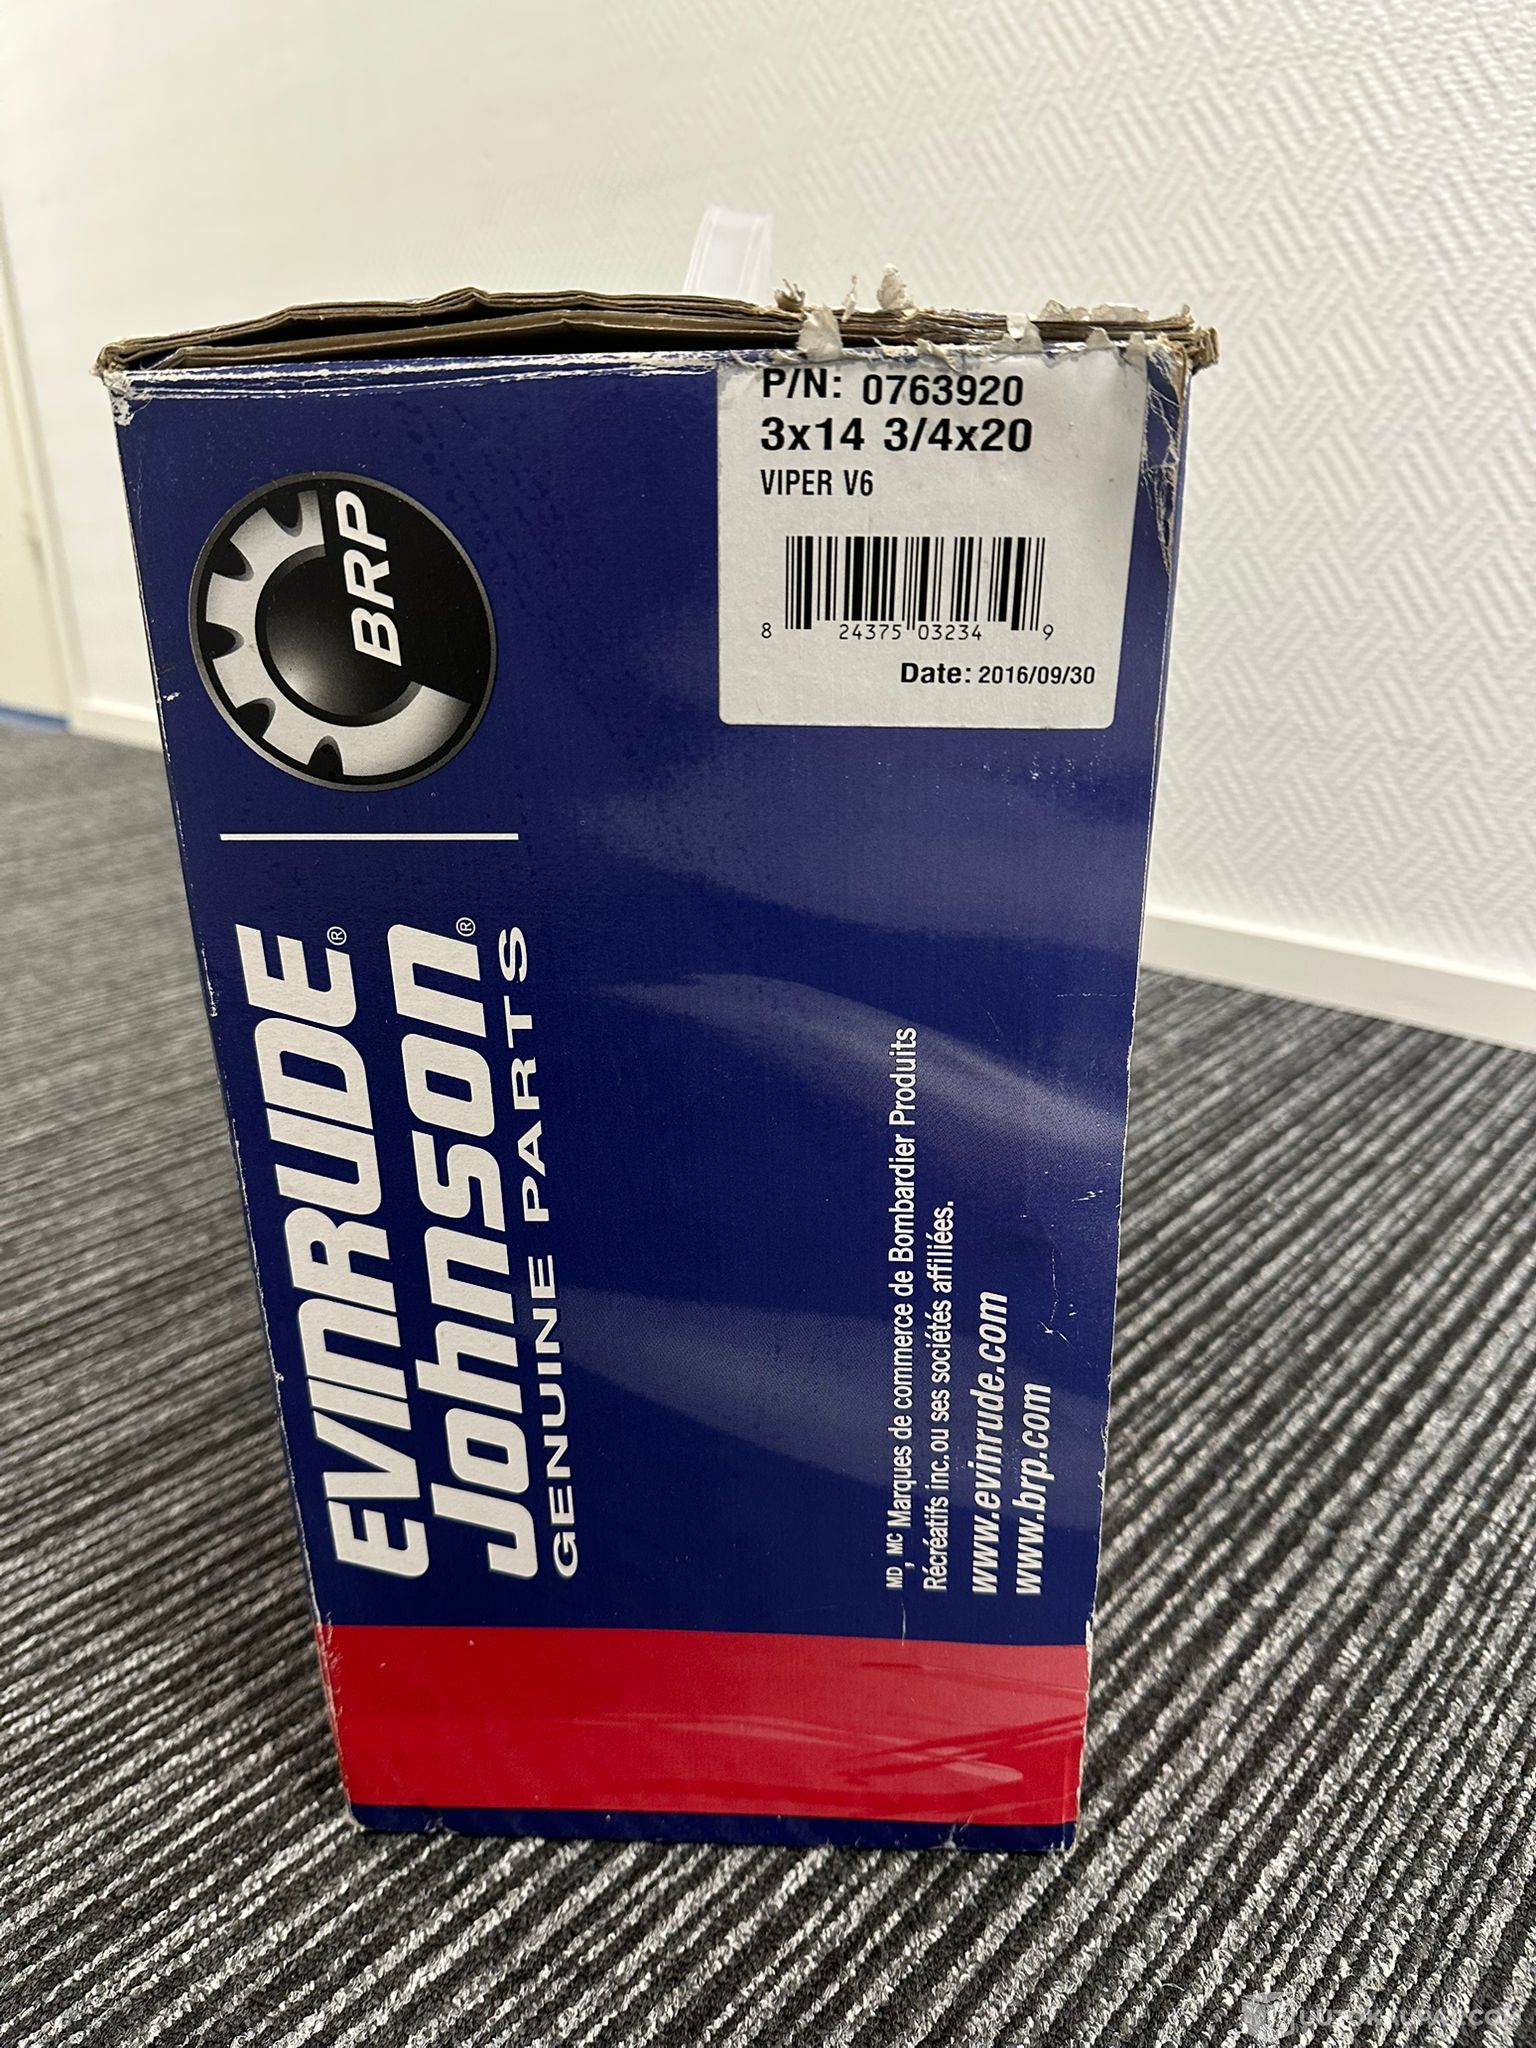 P/N: 0763920
3x14 3/4x20
VIPER V6
8 24375 03234 9
Date: 2016/09/30
BRP
EVINRUDE®
Johnson®
GENUINE PARTS
MD, MC Marques de commerce de Bombardier Produits
Récréatifs inc.ou ses sociétés affiliées.
www.evinrude.com
www.brp.com